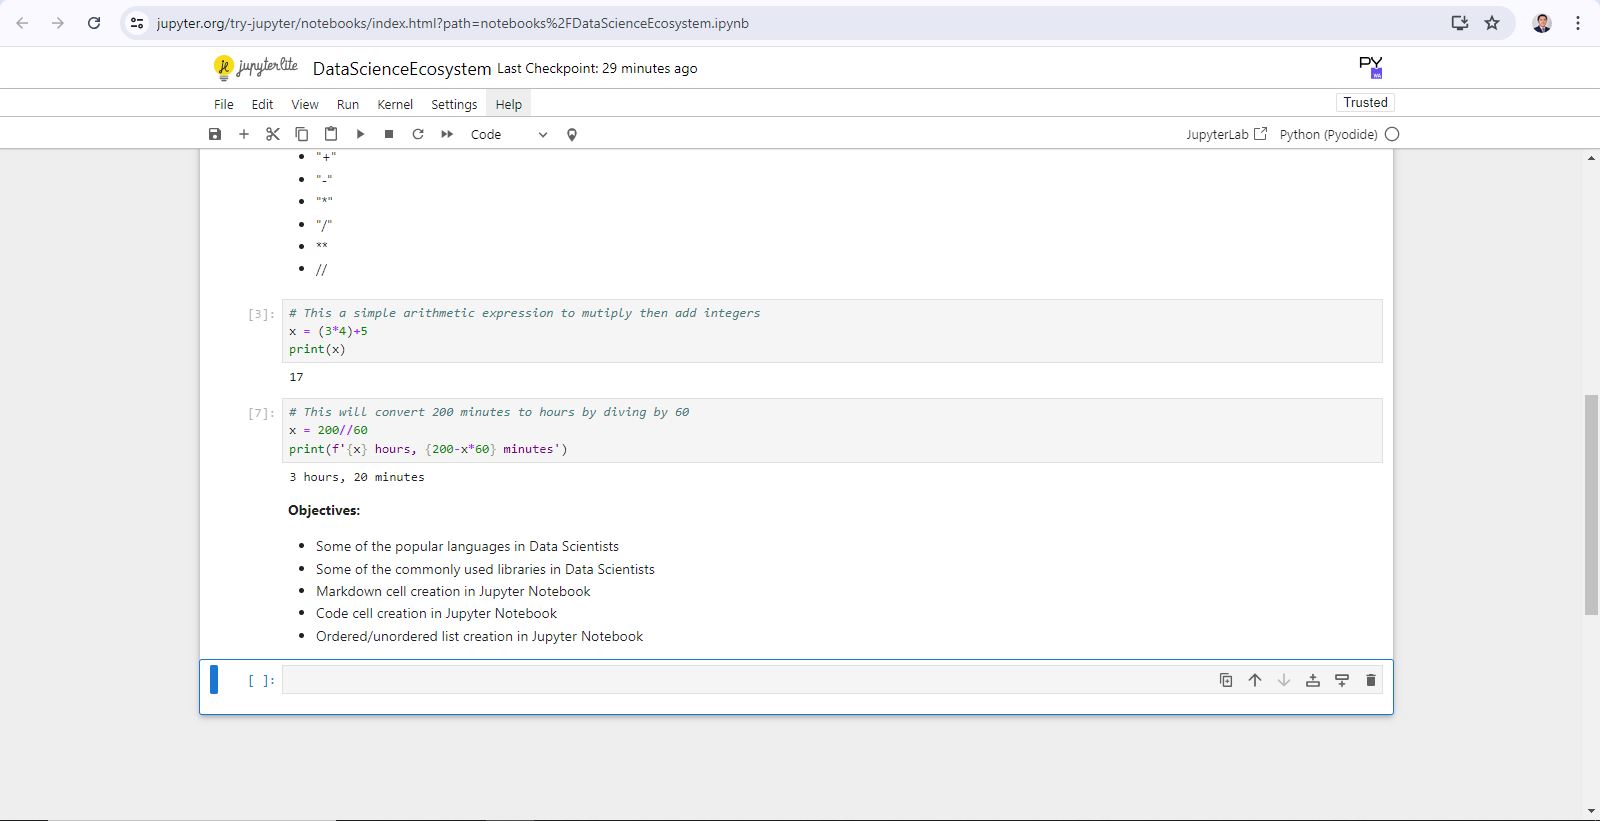 jupyter.org/try-jupyter/notebooks/index.html?path=notebooks%2FDataScienceEcosystem.ipynb
jupyterlite DataScienceEcosystem Last Checkpoint: 29 minutes ago PY WA
File Edit View Run Kernel Settings Help Trusted
Code JupyterLab Python (Pyodide)
• "+"
• "-"
• "*"
• "/"
• **
• //
[3]: # This a simple arithmetic expression to mutiply then add integers
x = (3*4)+5
print(x)
17
[7]: # This will convert 200 minutes to hours by diving by 60
x = 200//60
print(f'{x} hours, {200-x*60} minutes')
3 hours, 20 minutes
Objectives:
• Some of the popular languages in Data Scientists
• Some of the commonly used libraries in Data Scientists
• Markdown cell creation in Jupyter Notebook
• Code cell creation in Jupyter Notebook
• Ordered/unordered list creation in Jupyter Notebook
[ ]: